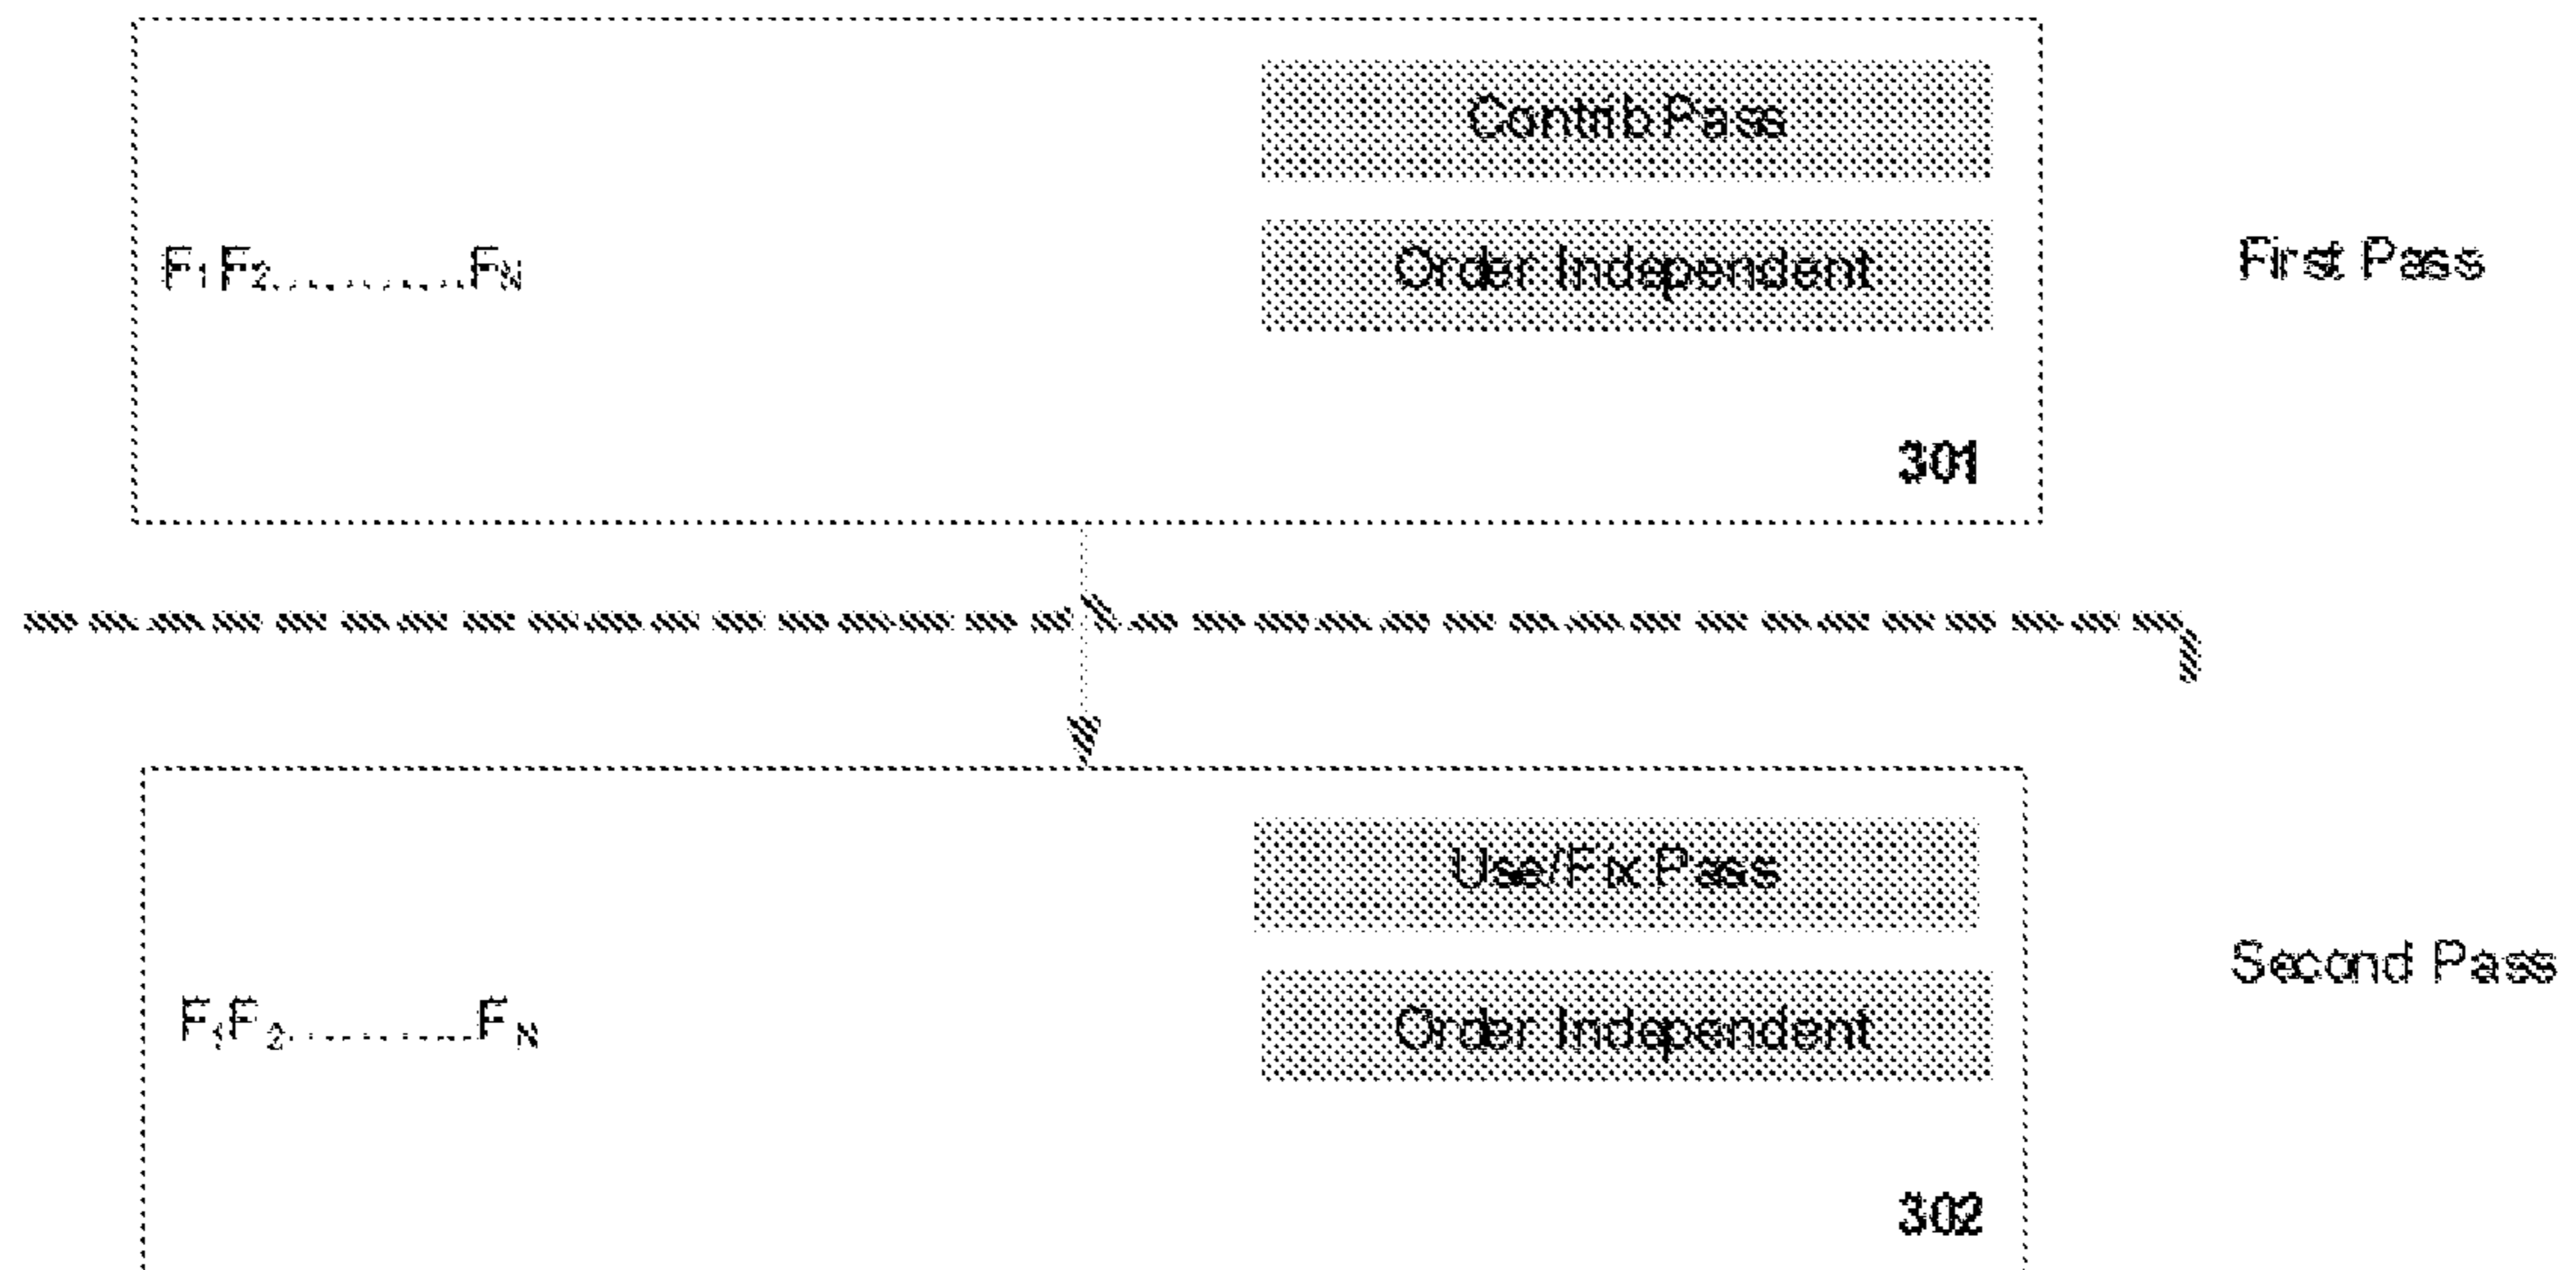 Contrib Pass
F1 F2............FN
Order Independent
First Pass
301
Use/Fix Pass
Second Pass
F1F2............FN
Order Independent
302